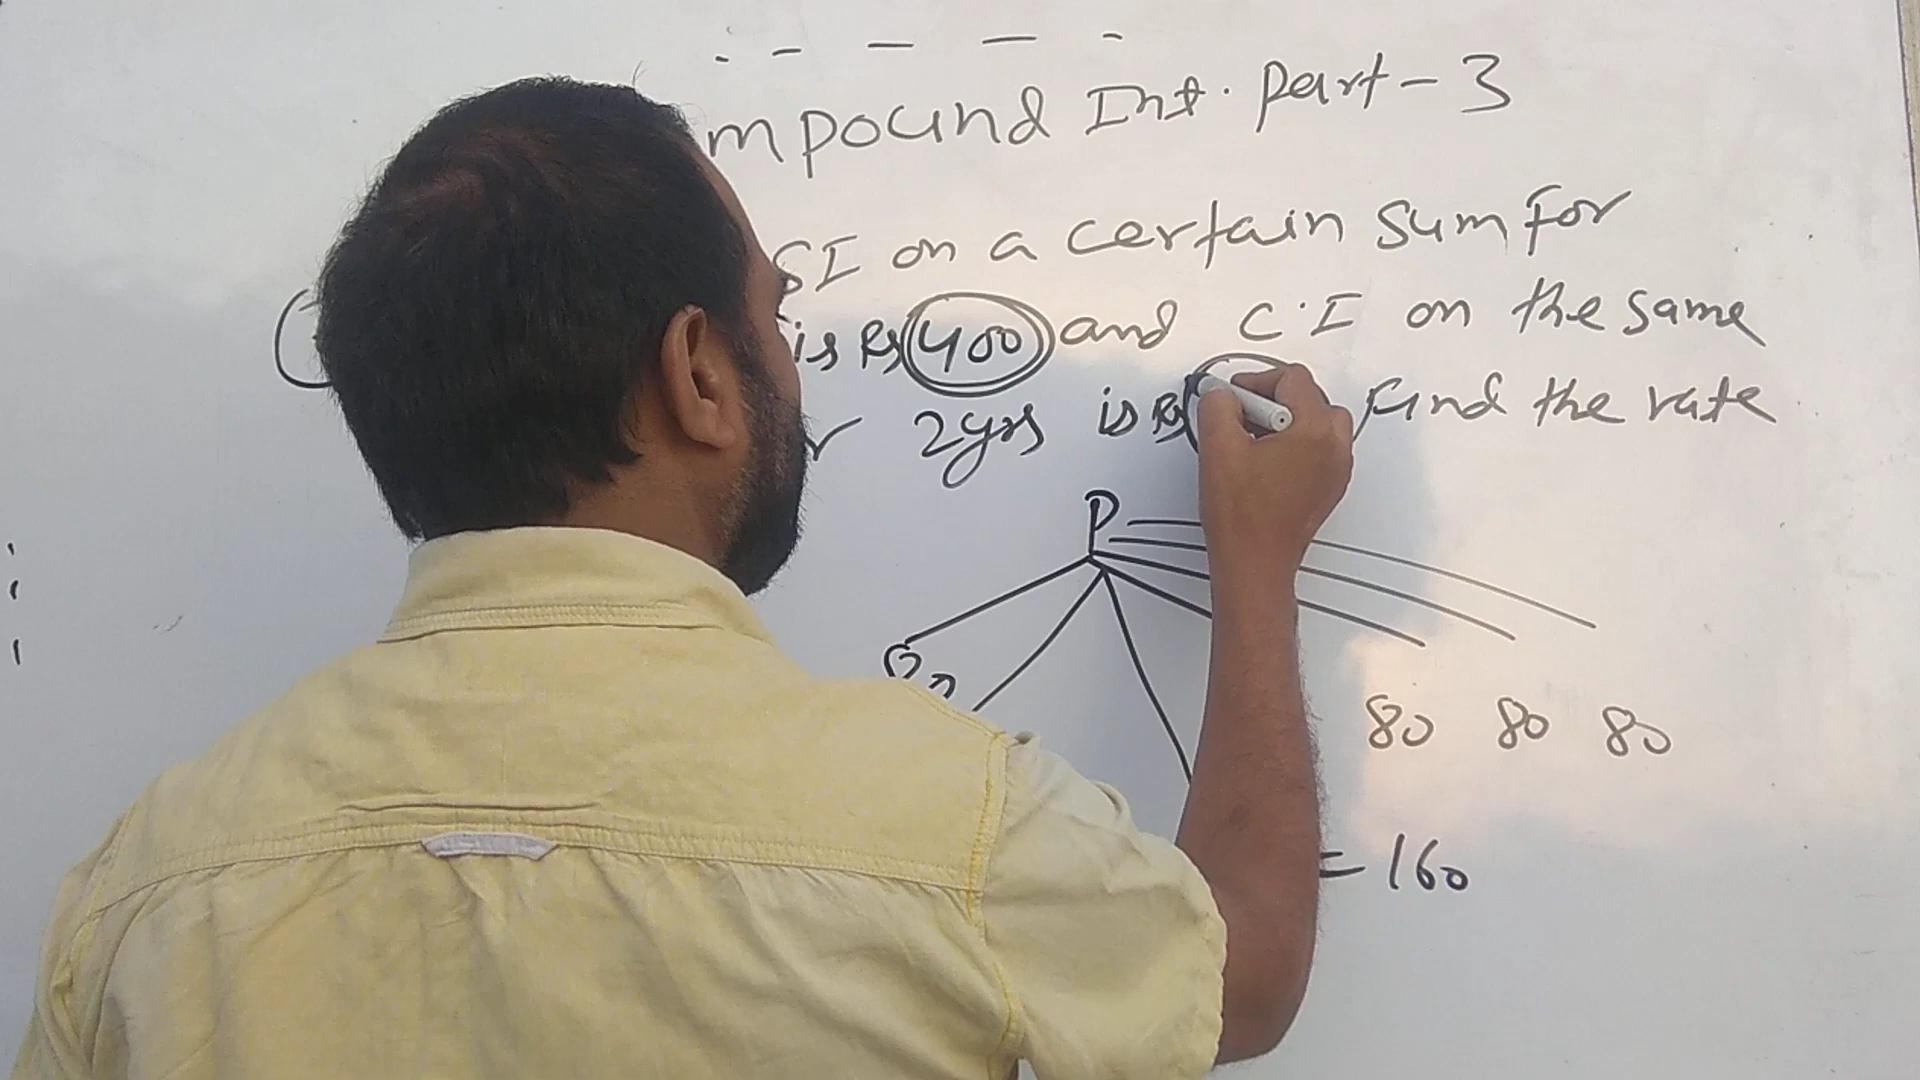 mpound Int. Part-3
SI on a certain sum for
is Rs 400 and C.I on the same
r 2yrs is Rs Find the rate
P
80
80 80 80
= 160